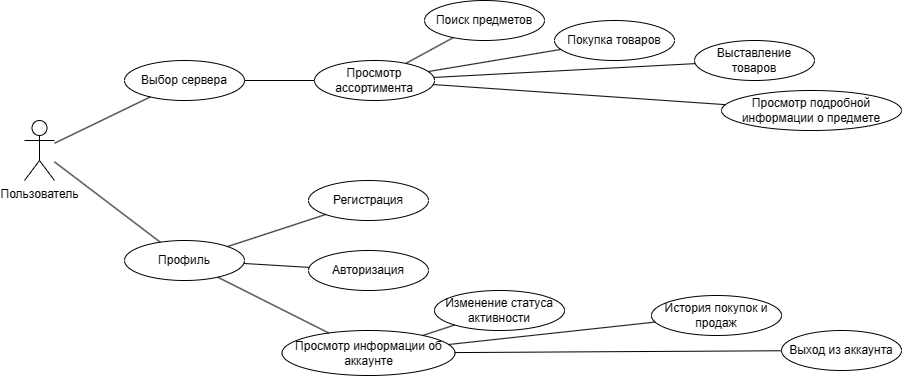 Поиск предметов
Покупка товаров
Выставление
товаров
Выбор сервера
Просмотр
ассортимента
Просмотр подробной
информации о предмете
Пользователь
Регистрация
Профиль
Авторизация
Изменение статуса
активности
История покупок и
продаж
Просмотр информации об
аккаунте
Выход из аккаунта